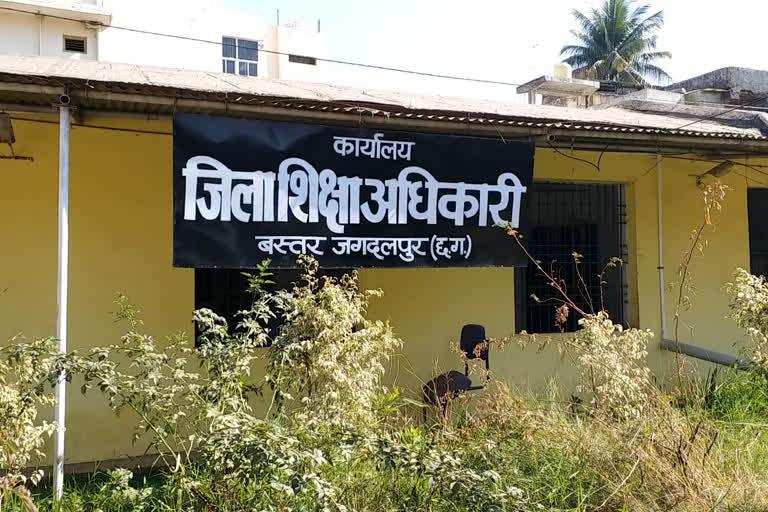 कार्यालय
जिला शिक्षा अधिकारी
बस्तर जगदलपुर (छ.ग.)